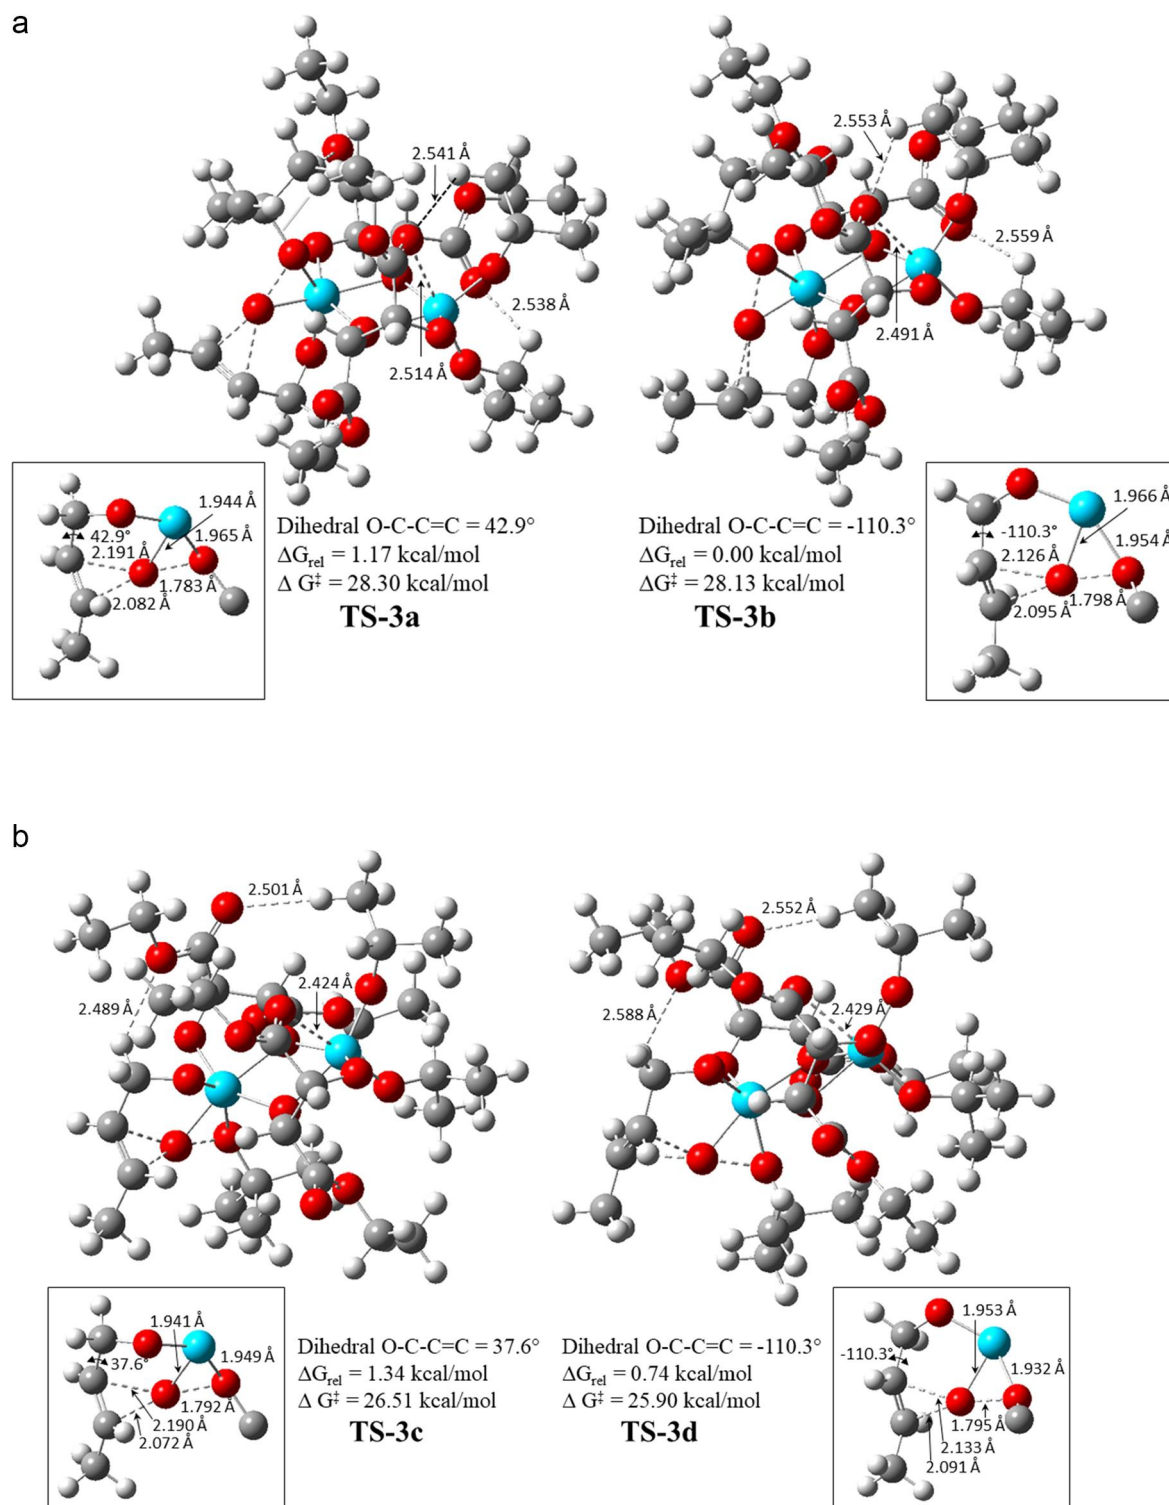 a
2.541 Å
2.553 Å
2.559 Å
2.538 Å
2.491 Å
2.514 Å
1.944 Å
42.9°
1.965 Å
2.191 Å
1.783 Å
2.082 Å
Dihedral O-C-C=C = 42.9°
ΔG_rel = 1.17 kcal/mol
Δ G‡ = 28.30 kcal/mol
TS-3a
Dihedral O-C-C=C = -110.3°
ΔG_rel = 0.00 kcal/mol
ΔG‡ = 28.13 kcal/mol
TS-3b
1.966 Å
-110.3°
1.954 Å
2.126 Å
1.798 Å
2.095 Å
b
2.501 Å
2.552 Å
2.424 Å
2.489 Å
2.429 Å
2.588 Å
1.941 Å
37.6°
1.949 Å
1.792 Å
2.190 Å
2.072 Å
Dihedral O-C-C=C = 37.6°
ΔG_rel = 1.34 kcal/mol
Δ G‡ = 26.51 kcal/mol
TS-3c
Dihedral O-C-C=C = -110.3°
ΔG_rel = 0.74 kcal/mol
Δ G‡ = 25.90 kcal/mol
TS-3d
1.953 Å
-110.3°
1.932 Å
1.795 Å
2.133 Å
2.091 Å